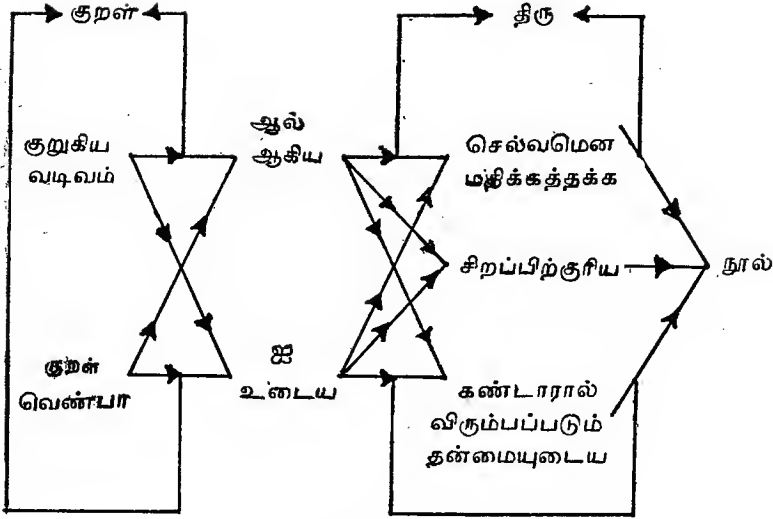 குறள்
திரு
குறுகிய
வடிவம்
ஆல்
ஆகிய
செல்வமென
மதிக்கத்தக்க
சிறப்பிற்குரிய
நூல்
குறள்
வெண்பா
ஐ
உடைய
கண்டாரால்
விரும்பப்படும்
தன்மையுடைய